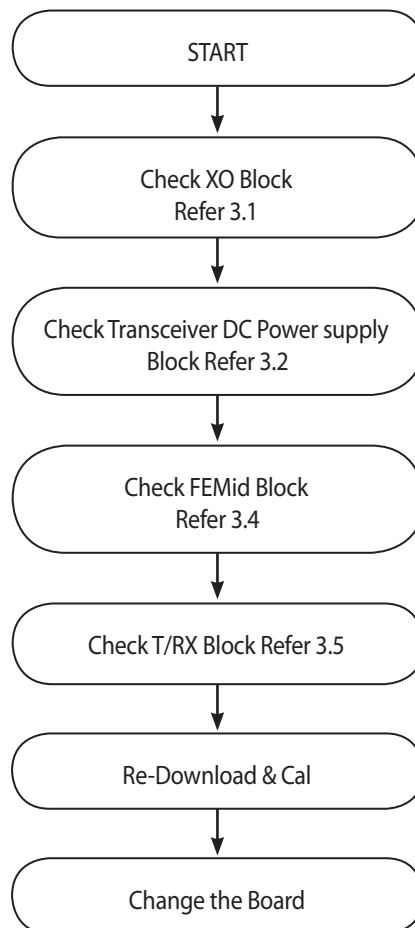 START
Check XO Block
Refer 3.1
Check Transceiver DC Power supply
Block Refer 3.2
Check FEMid Block
Refer 3.4
Check T/RX Block Refer 3.5
Re-Download & Cal
Change the Board